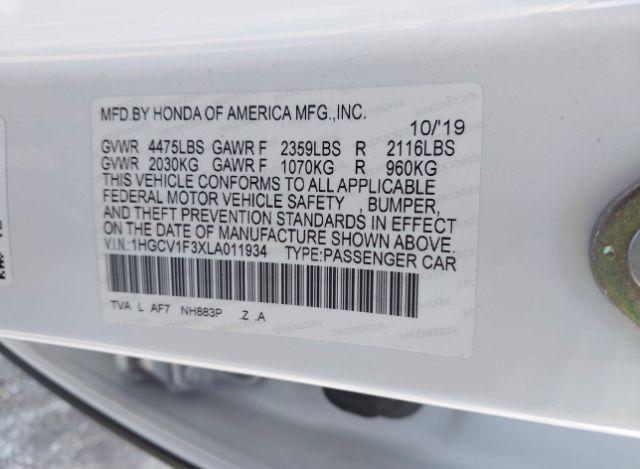 MFD.BY HONDA OF AMERICA MFG.,INC. 10/'19
GVWR 4475LBS GAWR F 2359LBS R 2116LBS
GVWR 2030KG GAWR F 1070KG R 960KG
THIS VEHICLE CONFORMS TO ALL APPLICABLE
FEDERAL MOTOR VEHICLE SAFETY , BUMPER,
AND THEFT PREVENTION STANDARDS IN EFFECT
ON THE DATE OF MANUFACTURE SHOWN ABOVE.
V.I.N.:1HGCV1F3XLA011934 TYPE:PASSENGER CAR
TVA L AF7 NH883P .Z .A